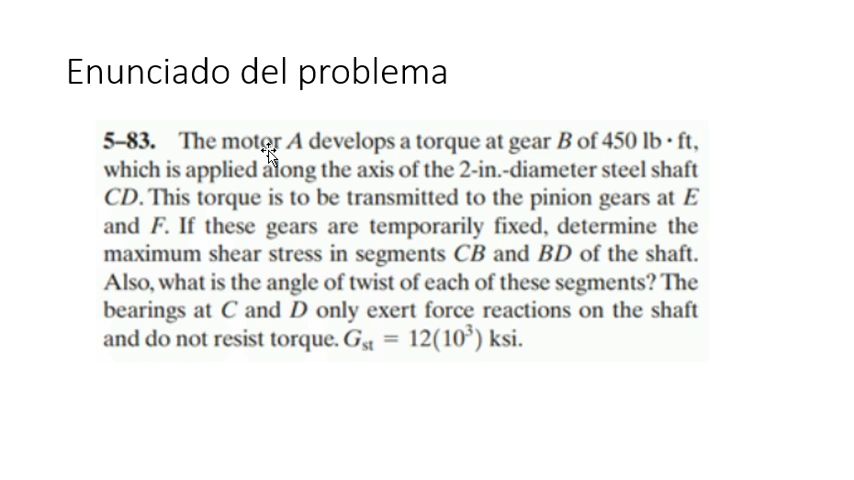 Enunciado del problema
5–83. The motor A develops a torque at gear B of 450 lb · ft,
which is applied along the axis of the 2-in.-diameter steel shaft
CD. This torque is to be transmitted to the pinion gears at E
and F. If these gears are temporarily fixed, determine the
maximum shear stress in segments CB and BD of the shaft.
Also, what is the angle of twist of each of these segments? The
bearings at C and D only exert force reactions on the shaft
and do not resist torque. Gst = 12(10³) ksi.